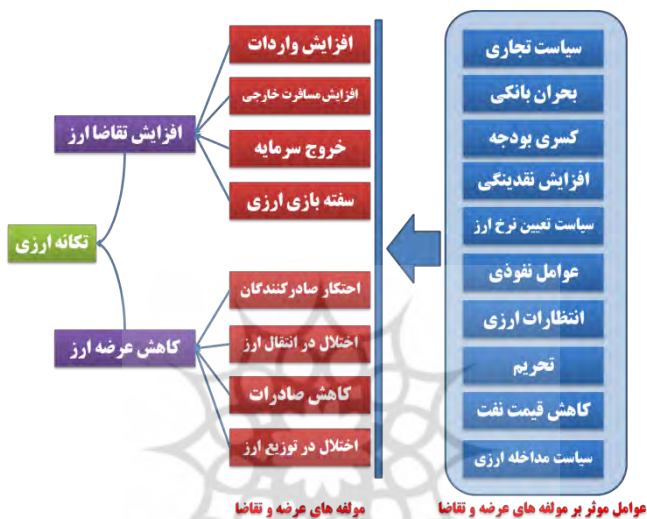 سیاست تجاری
بحران بانکی
کسری بودجه
افزایش نقدینگی
سیاست تعیین نرخ ارز
عوامل نفوذی
انتظارات ارزی
تحریم
کاهش قیمت نفت
سیاست مداخله ارزی
عوامل موثر بر مولفه های عرضه و تقاضا
افزایش واردات
افزایش مسافرت خارجی
خروج سرمایه
سفته بازی ارزی
احتکار صادرکنندگان
اختلال در انتقال ارز
کاهش صادرات
اختلال در توزیع ارز
مولفه های عرضه و تقاضا
افزایش تقاضا ارز
کاهش عرضه ارز
تکانه ارزی